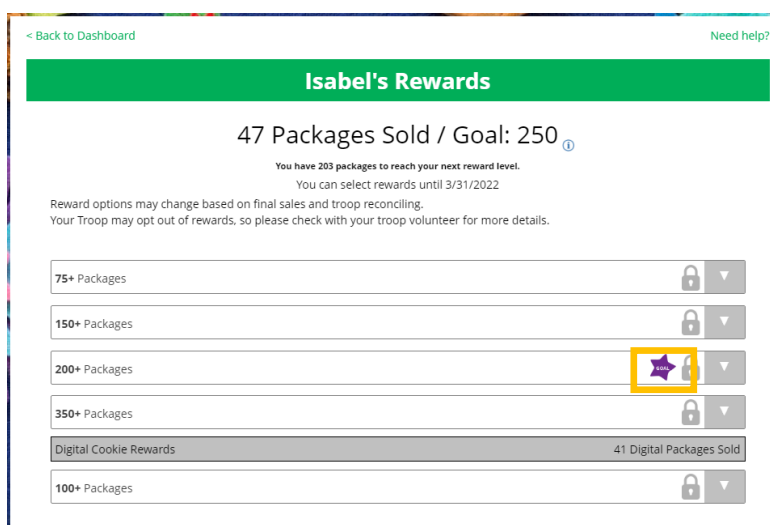 < Back to Dashboard
Need help?
Isabel's Rewards
47 Packages Sold / Goal: 250
You have 203 packages to reach your next reward level.
You can select rewards until 3/31/2022
Reward options may change based on final sales and troop reconciling.
Your Troop may opt out of rewards, so please check with your troop volunteer for more details.
75+ Packages
150+ Packages
200+ Packages GOAL
350+ Packages
Digital Cookie Rewards 41 Digital Packages Sold
100+ Packages